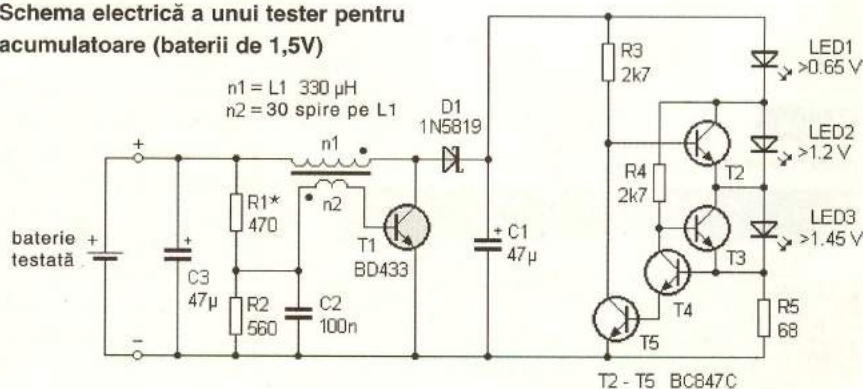 Schema electrică a unui tester pentru
acumulatoare (baterii de 1,5V)
n1 = L1 330 µH
n2 = 30 spire pe L1
n1
n2
D1
1N5819
R3
2k7
LED1
>0.65 V
LED2
>1.2 V
T2
R4
2k7
LED3
>1.45 V
T3
+
baterie
testată
+
+
C3
47µ
R1*
470
R2
560
C2
100n
T1
BD433
+
C1
47µ
T4
T5
R5
68
−
T2 - T5 BC847C